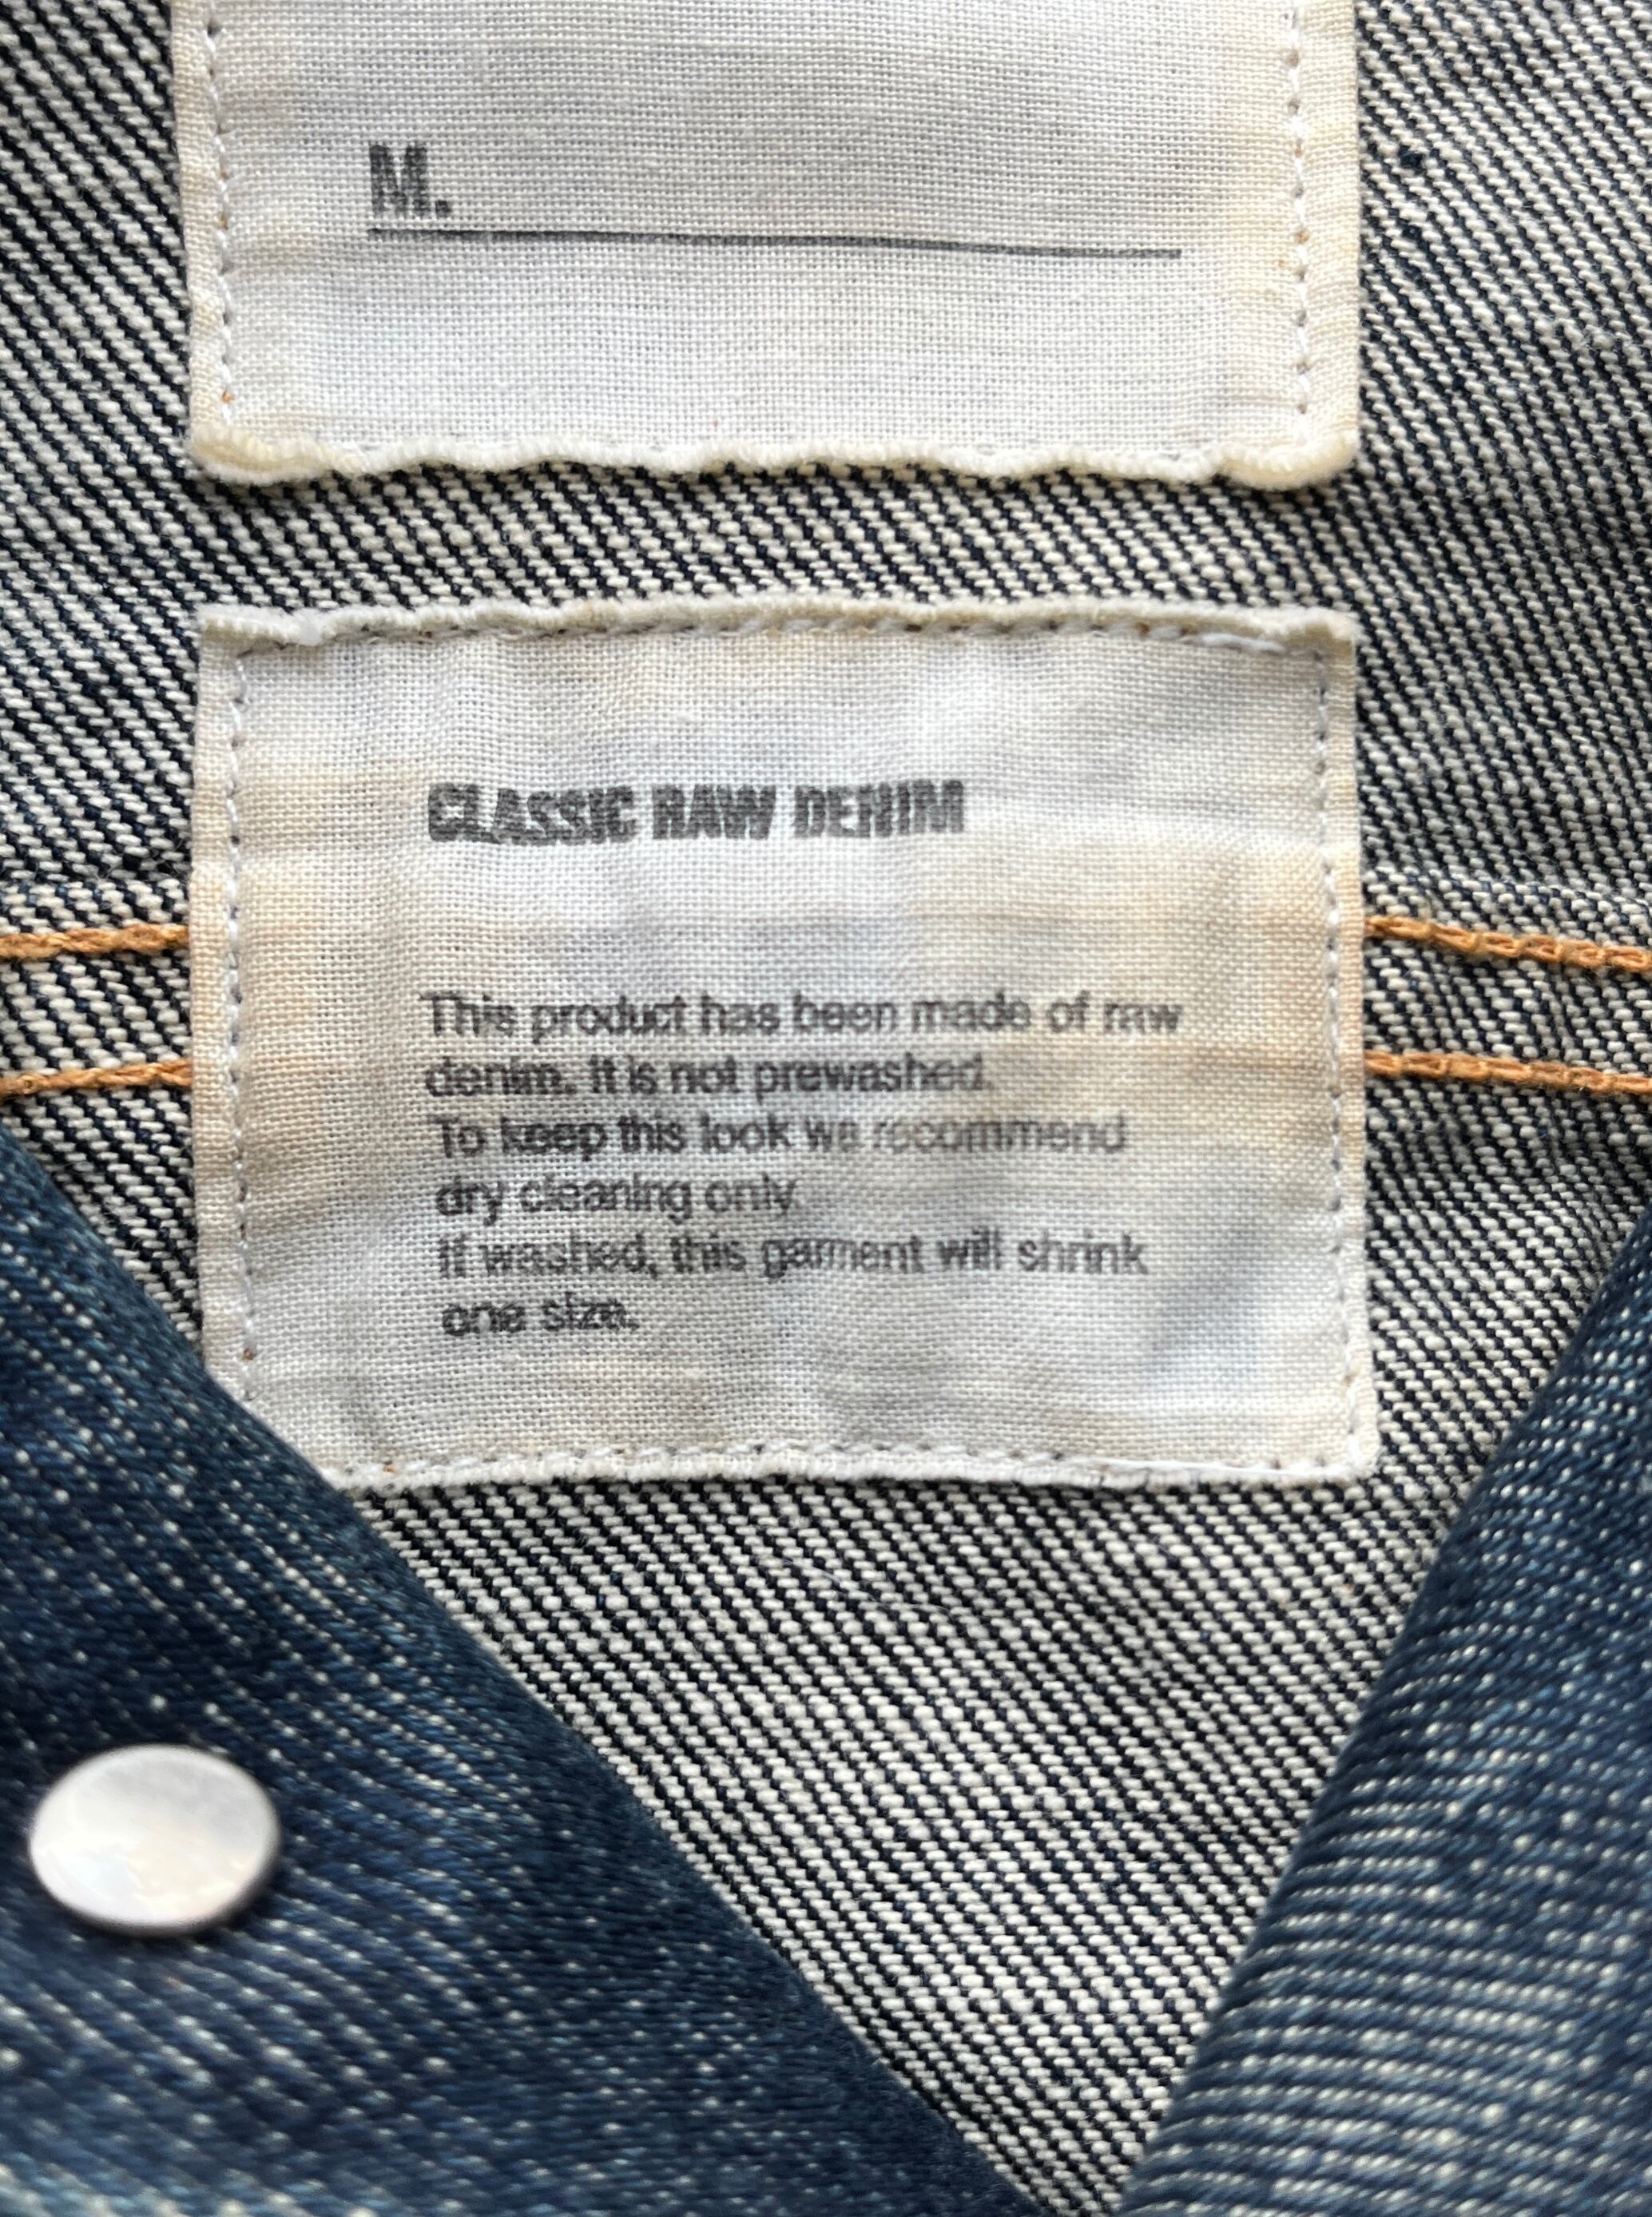 M.
CLASSIC RAW DENIM
This product has been made of raw
denim. It is not prewashed.
To keep this look we recommend
dry cleaning only.
If washed, this garment will shrink
one size.